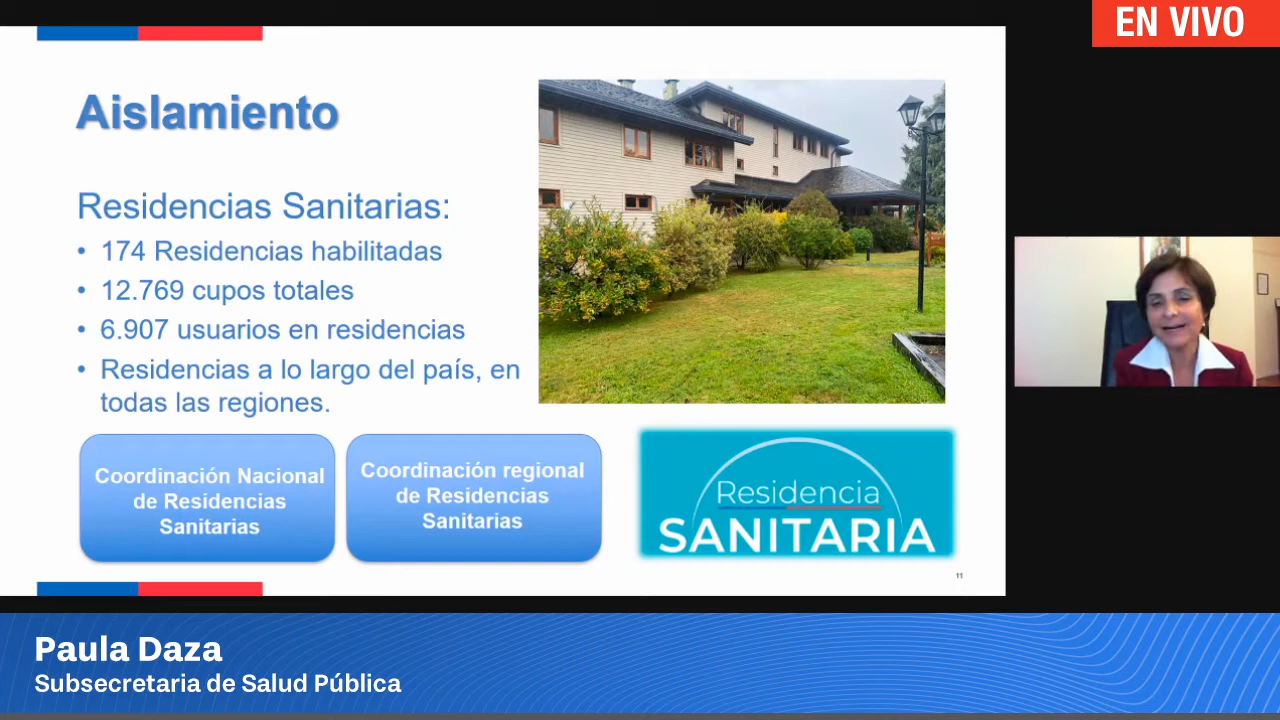 EN VIVO
Aislamiento
Residencias Sanitarias:
• 174 Residencias habilitadas
• 12.769 cupos totales
• 6.907 usuarios en residencias
• Residencias a lo largo del país, en
todas las regiones.
Coordinación Nacional
de Residencias
Sanitarias
Coordinación regional
de Residencias
Sanitarias
Residencia
SANITARIA
11
Paula Daza
Subsecretaria de Salud Pública